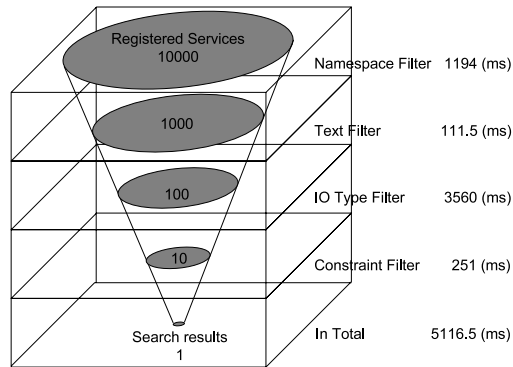 Registered Services
10000
Namespace Filter 1194 (ms)
1000
Text Filter 111.5 (ms)
100
IO Type Filter 3560 (ms)
10
Constraint Filter 251 (ms)
Search results
1
In Total 5116.5 (ms)